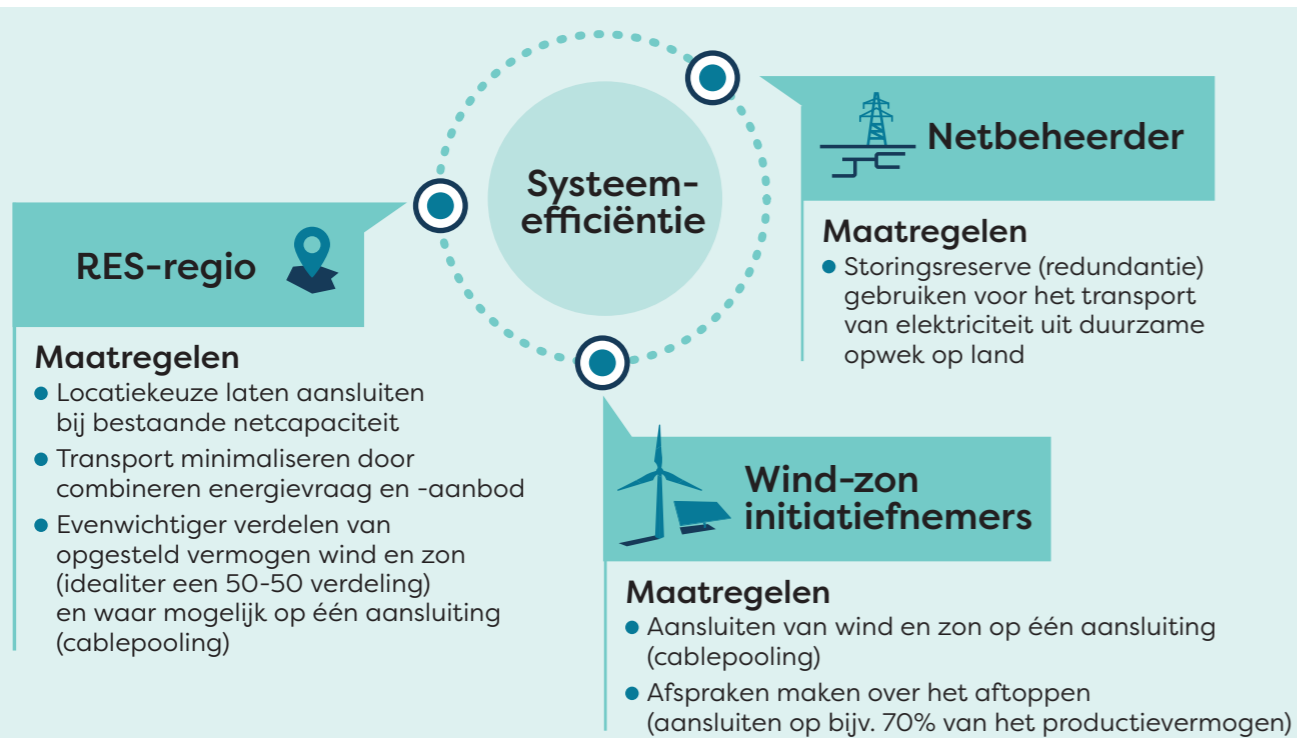 Systeem-
efficiëntie
Netbeheerder
Maatregelen
Storingsreserve (redundantie)
gebruiken voor het transport
van elektriciteit uit duurzame
opwek op land
RES-regio
Maatregelen
Locatiekeuze laten aansluiten
bij bestaande netcapaciteit
Transport minimaliseren door
combineren energievraag en -aanbod
Evenwichtiger verdelen van
opgesteld vermogen wind en zon
(idealiter een 50-50 verdeling)
en waar mogelijk op één aansluiting
(cablepooling)
Wind-zon
initiatiefnemers
Maatregelen
Aansluiten van wind en zon op één aansluiting
(cablepooling)
Afspraken maken over het aftoppen
(aansluiten op bijv. 70% van het productievermogen)